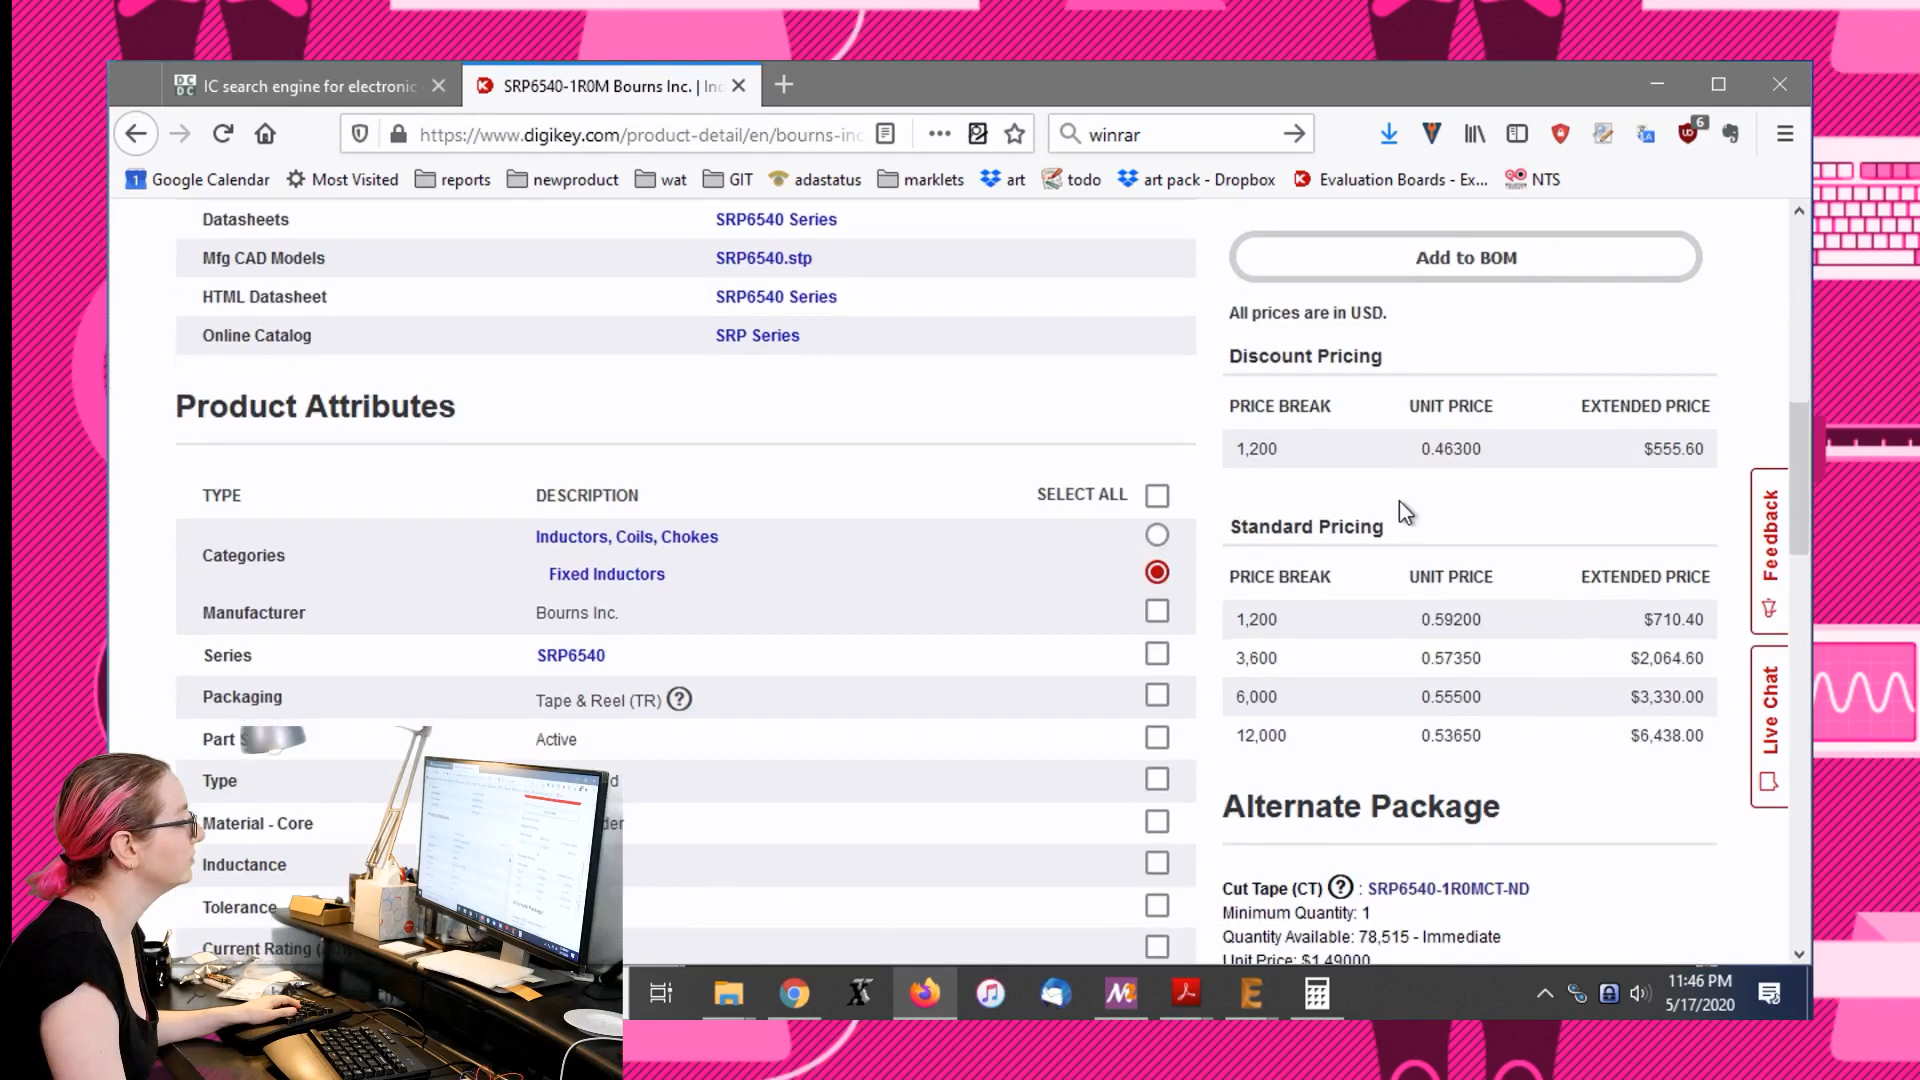 IC search engine for electronic
SRP6540-1R0M Bourns Inc. | Inc
https://www.digikey.com/product-detail/en/bourns-inc
winrar
6
Google Calendar
Most Visited
reports
newproduct
wat
GIT
adastatus
marklets
art
todo
art pack - Dropbox
Evaluation Boards - Ex...
NTS
Datasheets SRP6540 Series
Mfg CAD Models SRP6540.stp
HTML Datasheet SRP6540 Series
Online Catalog SRP Series
Product Attributes
TYPE DESCRIPTION SELECT ALL
Categories
Inductors, Coils, Chokes
Fixed Inductors
Manufacturer Bourns Inc.
Series SRP6540
Packaging Tape & Reel (TR) ?
Part Active
Type
Material - Core
Inductance
Tolerance
Current Rating
Add to BOM
All prices are in USD.
Discount Pricing
PRICE BREAK UNIT PRICE EXTENDED PRICE
1,200 0.46300 $555.60
Standard Pricing
PRICE BREAK UNIT PRICE EXTENDED PRICE
1,200 0.59200 $710.40
3,600 0.57350 $2,064.60
6,000 0.55500 $3,330.00
12,000 0.53650 $6,438.00
Alternate Package
Cut Tape (CT) ? : SRP6540-1R0MCT-ND
Minimum Quantity: 1
Quantity Available: 78,515 - Immediate
Unit Price: $1.49000
Feedback
Live Chat
11:46 PM
5/17/2020